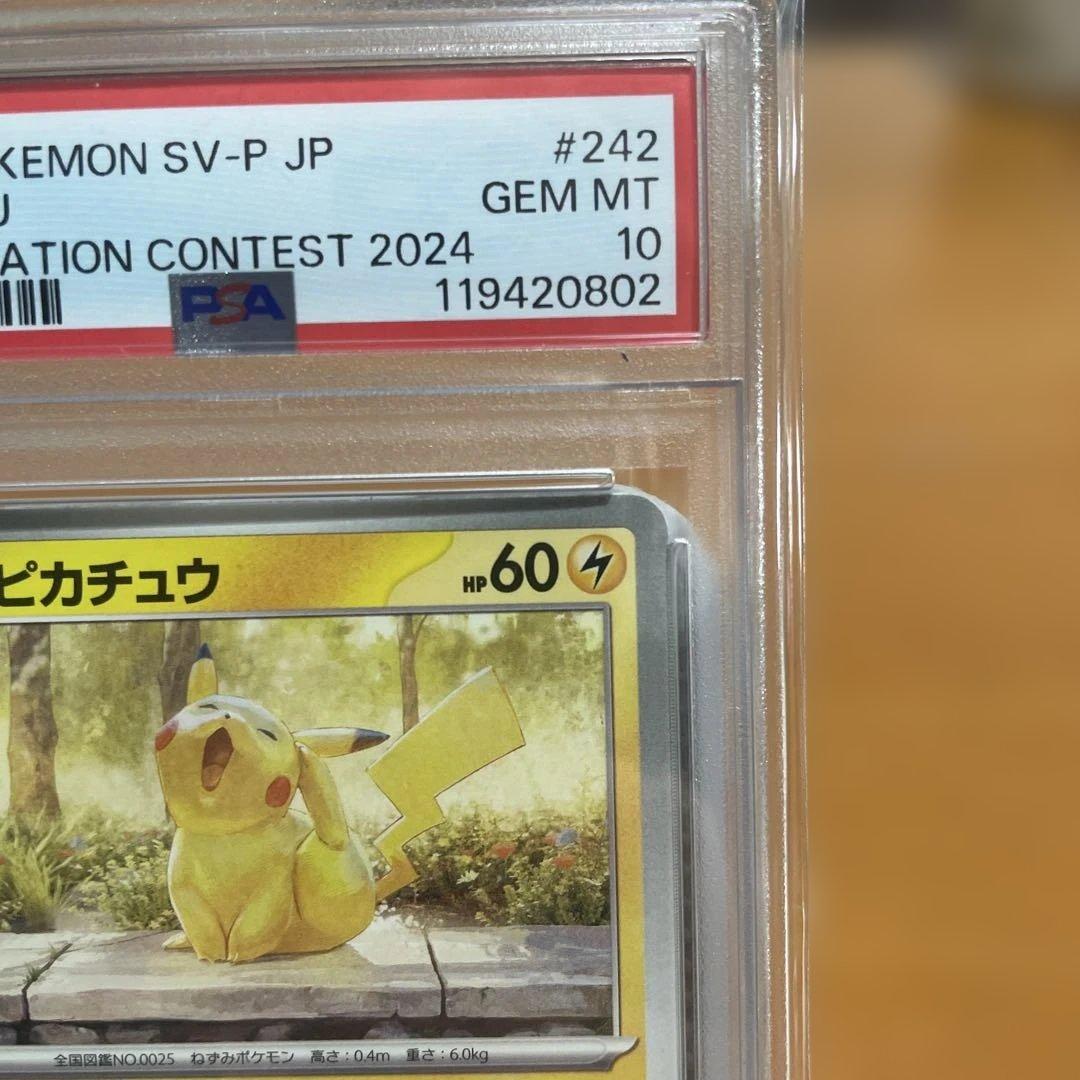 KEMON SV-P JP #242
U GEM MT
ATION CONTEST 2024 10
PSA 119420802
ピカチュウ HP60
全国図鑑NO.0025 ねずみポケモン 高さ：0.4m 重さ：6.0kg